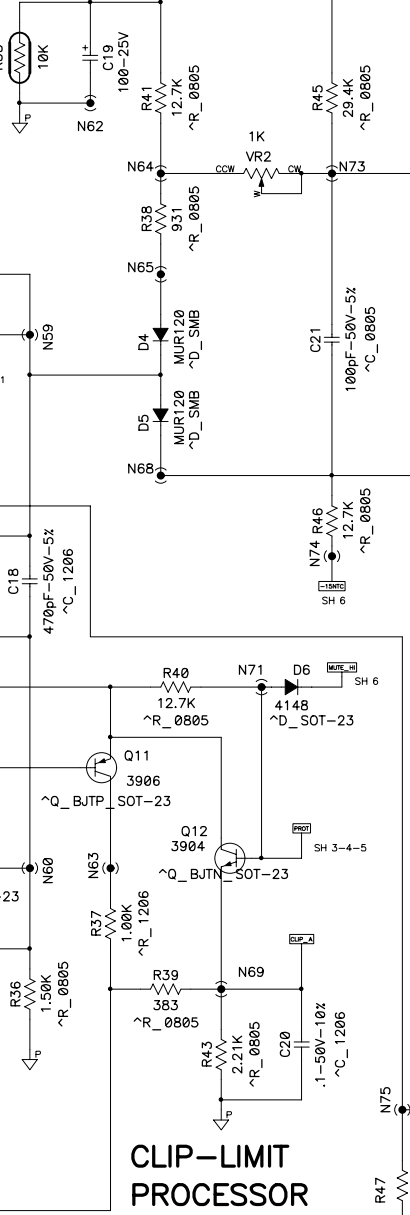 10K
+
C19
100-25V
P
N62
R41
12.7K
^R_0805
R45
29.4K
^R_0805
1K
VR2
N64
CCW
CW
W
N73
R38
931
^R_0805
N65
D4
MUR120
^D_SMB
C21
100pF-50V-5%
^C_0805
N59
1
D5
MUR120
^D_SMB
N68
R46
12.7K
^R_0805
N74
-15NTC
SH 6
C18
470pF-50V-5%
^C_1206
R40
12.7K
^R_0805
N71
D6
4148
^D_SOT-23
MUTE_HI
SH 6
Q11
3906
^Q_BJTP_SOT-23
Q12
3904
^Q_BJTN_SOT-23
PROT
SH 3-4-5
N60
N63
-23
R37
1.00K
^R_1206
CLIP_A
R36
1.50K
^R_0805
P
R39
383
^R_0805
N69
R43
2.21K
^R_0805
C20
.1-50V-10%
^C_1206
P
N75
R47
CLIP-LIMIT
PROCESSOR